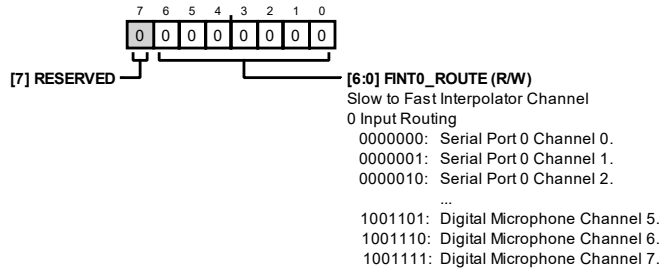 7 6 5 4 3 2 1 0
0 0 0 0 0 0 0 0
[7] RESERVED
[6:0] FINT0_ROUTE (R/W)
Slow to Fast Interpolator Channel
0 Input Routing
0000000: Serial Port 0 Channel 0.
0000001: Serial Port 0 Channel 1.
0000010: Serial Port 0 Channel 2.
...
1001101: Digital Microphone Channel 5.
1001110: Digital Microphone Channel 6.
1001111: Digital Microphone Channel 7.